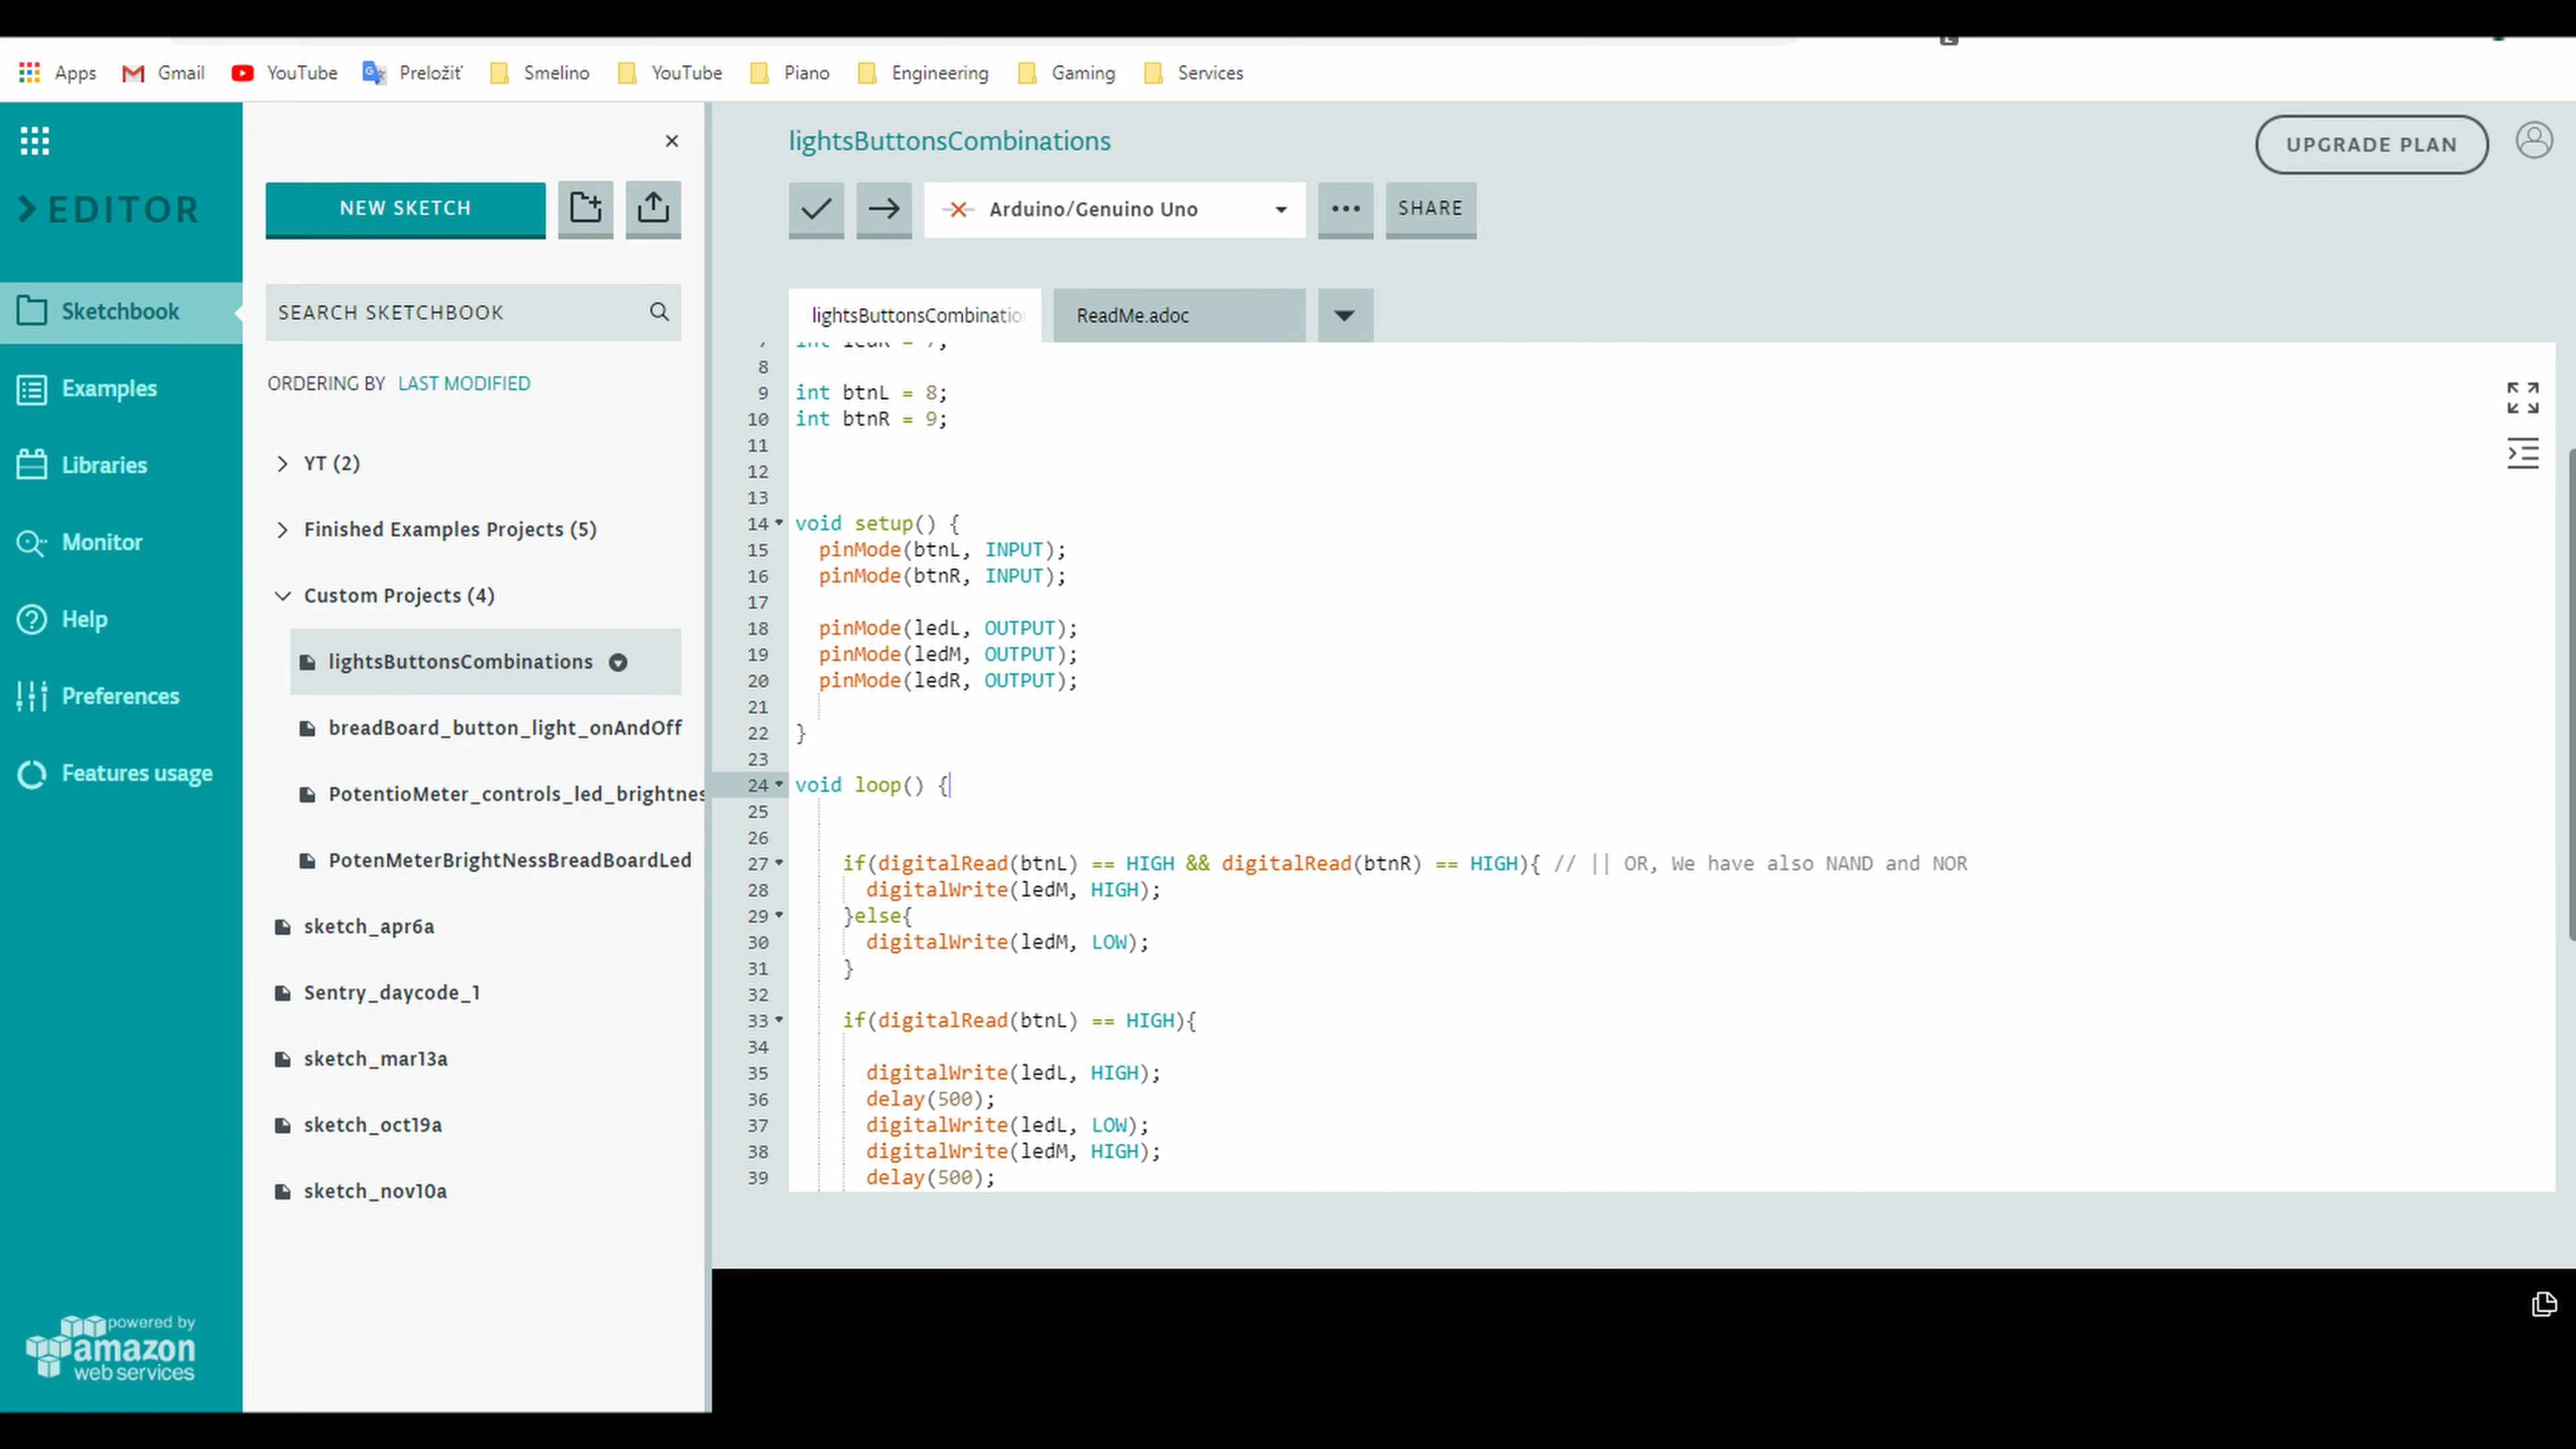 Apps Gmail YouTube Preložiť Smelino YouTube Piano Engineering Gaming Services
EDITOR
Sketchbook
Examples
Libraries
Monitor
Help
Preferences
Features usage
powered by
amazon
web services
NEW SKETCH
SEARCH SKETCHBOOK
ORDERING BY LAST MODIFIED
YT (2)
Finished Examples Projects (5)
Custom Projects (4)
lightsButtonsCombinations
breadBoard_button_light_onAndOff
PotentioMeter_controls_led_brightnes
PotenMeterBrightNessBreadBoardLed
sketch_apr6a
Sentry_daycode_1
sketch_mar13a
sketch_oct19a
sketch_nov10a
lightsButtonsCombinations
UPGRADE PLAN
Arduino/Genuino Uno
SHARE
lightsButtonsCombinatio
ReadMe.adoc
7 int ledR = 7;
8
9 int btnL = 8;
10 int btnR = 9;
11
12
13
14 void setup() {
15 pinMode(btnL, INPUT);
16 pinMode(btnR, INPUT);
17
18 pinMode(ledL, OUTPUT);
19 pinMode(ledM, OUTPUT);
20 pinMode(ledR, OUTPUT);
21
22 }
23
24 void loop() {
25
26
27 if(digitalRead(btnL) == HIGH && digitalRead(btnR) == HIGH){ // || OR, We have also NAND and NOR
28 digitalWrite(ledM, HIGH);
29 }else{
30 digitalWrite(ledM, LOW);
31 }
32
33 if(digitalRead(btnL) == HIGH){
34
35 digitalWrite(ledL, HIGH);
36 delay(500);
37 digitalWrite(ledL, LOW);
38 digitalWrite(ledM, HIGH);
39 delay(500);